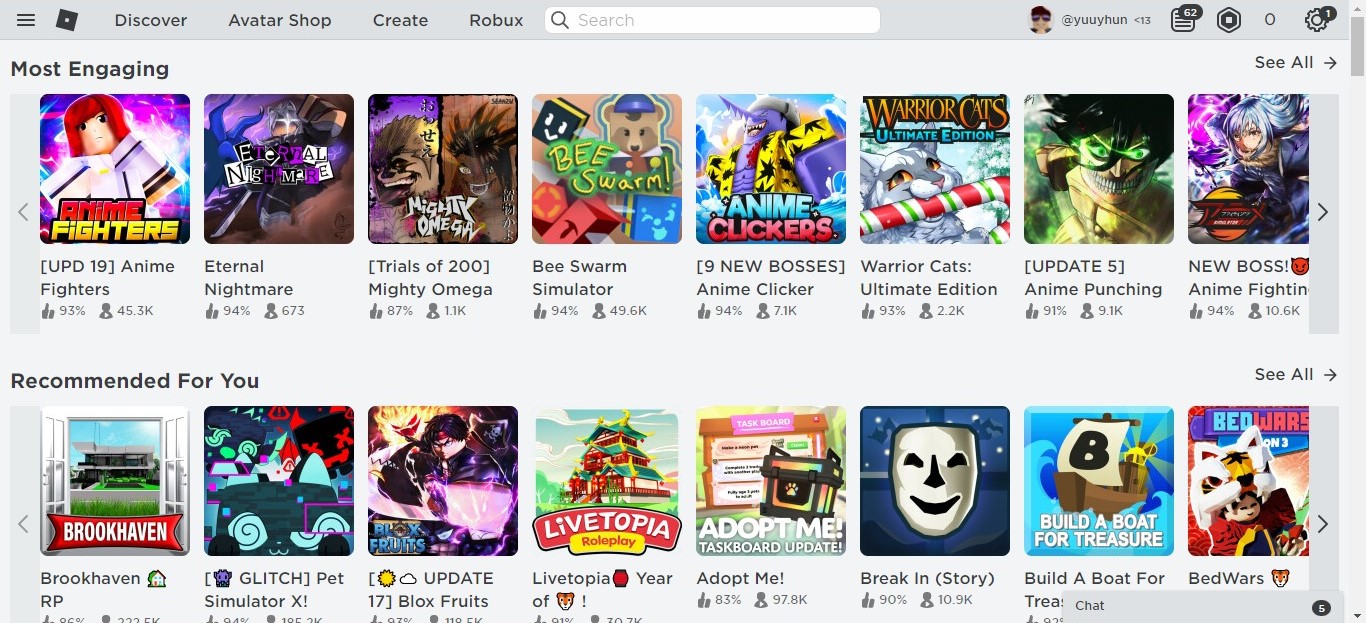 Discover Avatar Shop Create Robux Search @yuuyhun <13 62 0 1
Most Engaging See All →
ANIME
FIGHTERS
ETERNAL
NIGHTMARE
おわせえ
MIGHTY
OMEGA
BEE
Swarm!
ANIME
CLICKERS
WARRIOR CATS
ULTIMATE EDITION
[UPD 19] Anime
Fighters
93% 45.3K
Eternal
Nightmare
94% 673
[Trials of 200]
Mighty Omega
87% 1.1K
Bee Swarm
Simulator
94% 49.6K
[9 NEW BOSSES]
Anime Clicker
94% 7.1K
Warrior Cats:
Ultimate Edition
93% 2.2K
[UPDATE 5]
Anime Punching
91% 9.1K
NEW BOSS!😈
Anime Fightin
94% 10.6K
Recommended For You See All →
BROOKHAVEN
BLOX
FRUITS
LIVETOPIA
Roleplay
TASK BOARD
ADOPT ME!
TASKBOARD UPDATE!
B
BUILD A BOAT
FOR TREASURE
BEDWARS
ON 3
Brookhaven 🏡
RP
86% 222.5K
[👾 GLITCH] Pet
Simulator X!
94% 185.2K
[☀️☁️ UPDATE
17] Blox Fruits
93% 118.5K
Livetopia🏮 Year
of 🐯 !
91% 30.7K
Adopt Me!
83% 97.8K
Break In (Story)
90% 10.9K
Build A Boat For
Treas
92%
BedWars 🐯
Chat 5